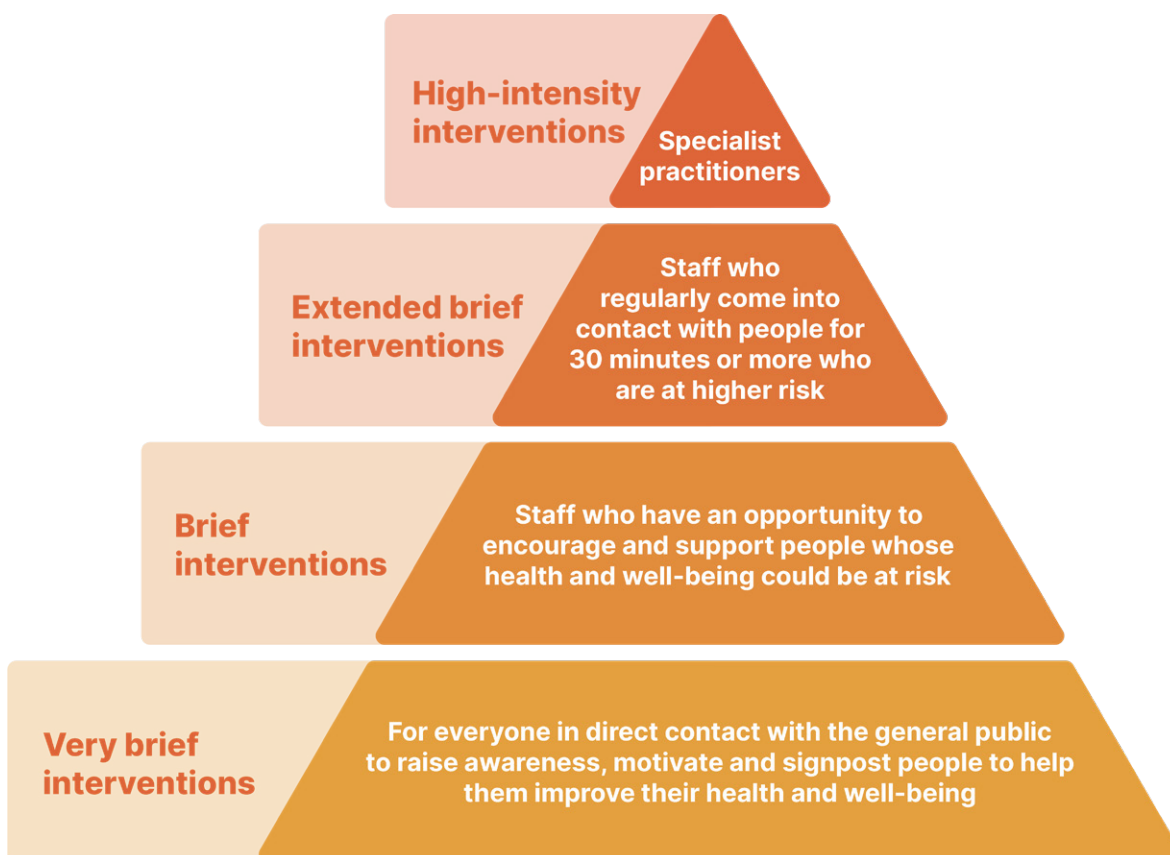 High-intensity
interventions
Specialist
practitioners
Extended brief
interventions
Staff who
regularly come into
contact with people for
30 minutes or more who
are at higher risk
Brief
interventions
Staff who have an opportunity to
encourage and support people whose
health and well-being could be at risk
Very brief
interventions
For everyone in direct contact with the general public
to raise awareness, motivate and signpost people to help
them improve their health and well-being